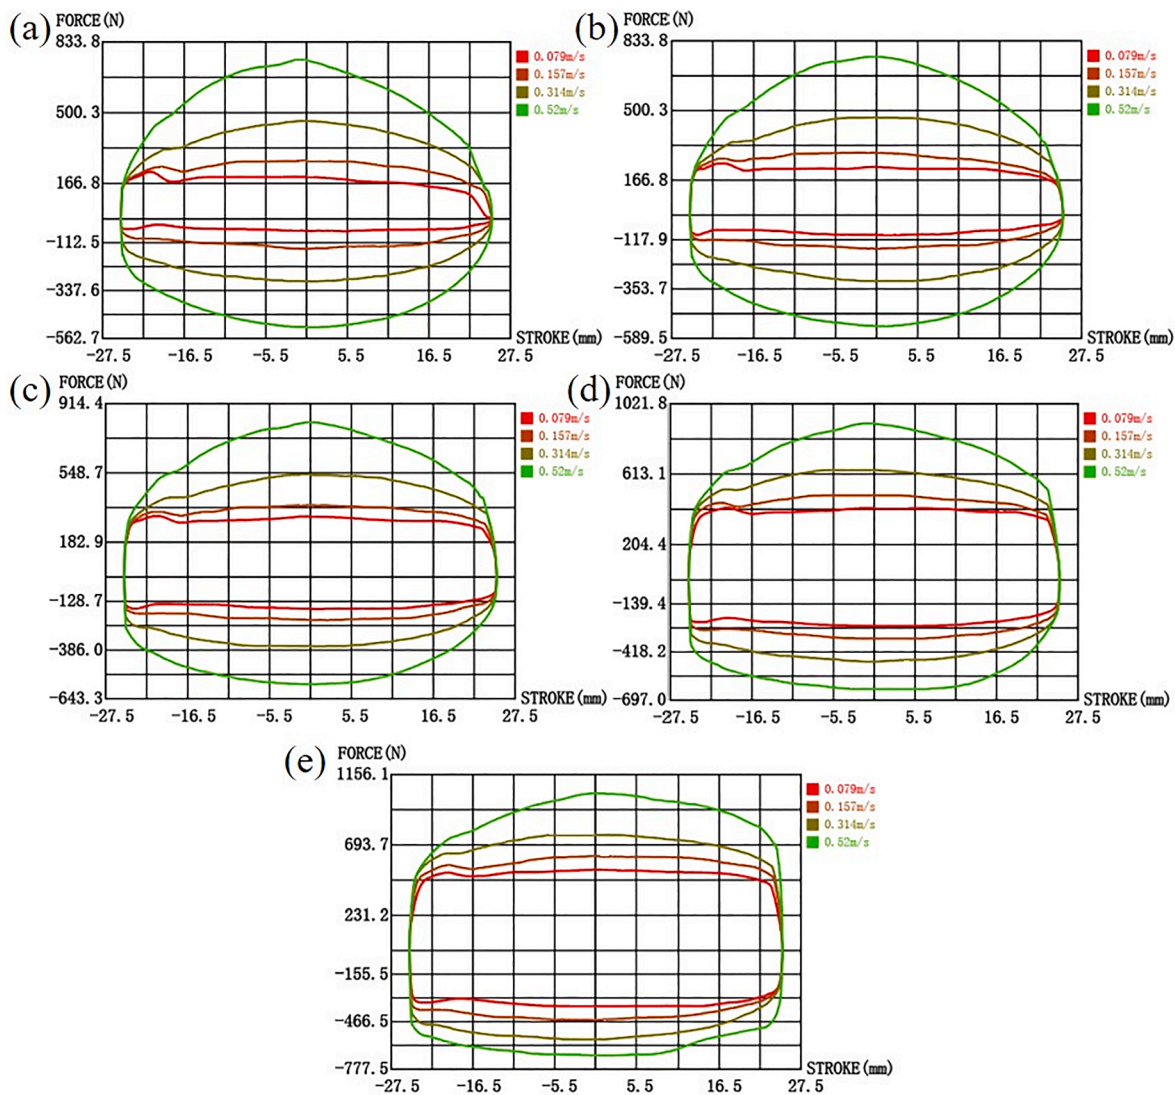 (a)
FORCE(N)
833.8
500.3
166.8
-112.5
-337.6
-562.7
-27.5 -16.5 -5.5 5.5 16.5 27.5
STROKE(mm)
0.079m/s
0.157m/s
0.314m/s
0.52m/s
(b)
FORCE(N)
833.8
500.3
166.8
-117.9
-353.7
-589.5
-27.5 -16.5 -5.5 5.5 16.5 27.5
STROKE(mm)
0.079m/s
0.157m/s
0.314m/s
0.52m/s
(c)
FORCE(N)
914.4
548.7
182.9
-128.7
-386.0
-643.3
-27.5 -16.5 -5.5 5.5 16.5 27.5
STROKE(mm)
0.079m/s
0.157m/s
0.314m/s
0.52m/s
(d)
FORCE(N)
1021.8
613.1
204.4
-139.4
-418.2
-697.0
-27.5 -16.5 -5.5 5.5 16.5 27.5
STROKE(mm)
0.079m/s
0.157m/s
0.314m/s
0.52m/s
(e)
FORCE(N)
1156.1
693.7
231.2
-155.5
-466.5
-777.5
-27.5 -16.5 -5.5 5.5 16.5 27.5
STROKE(mm)
0.079m/s
0.157m/s
0.314m/s
0.52m/s